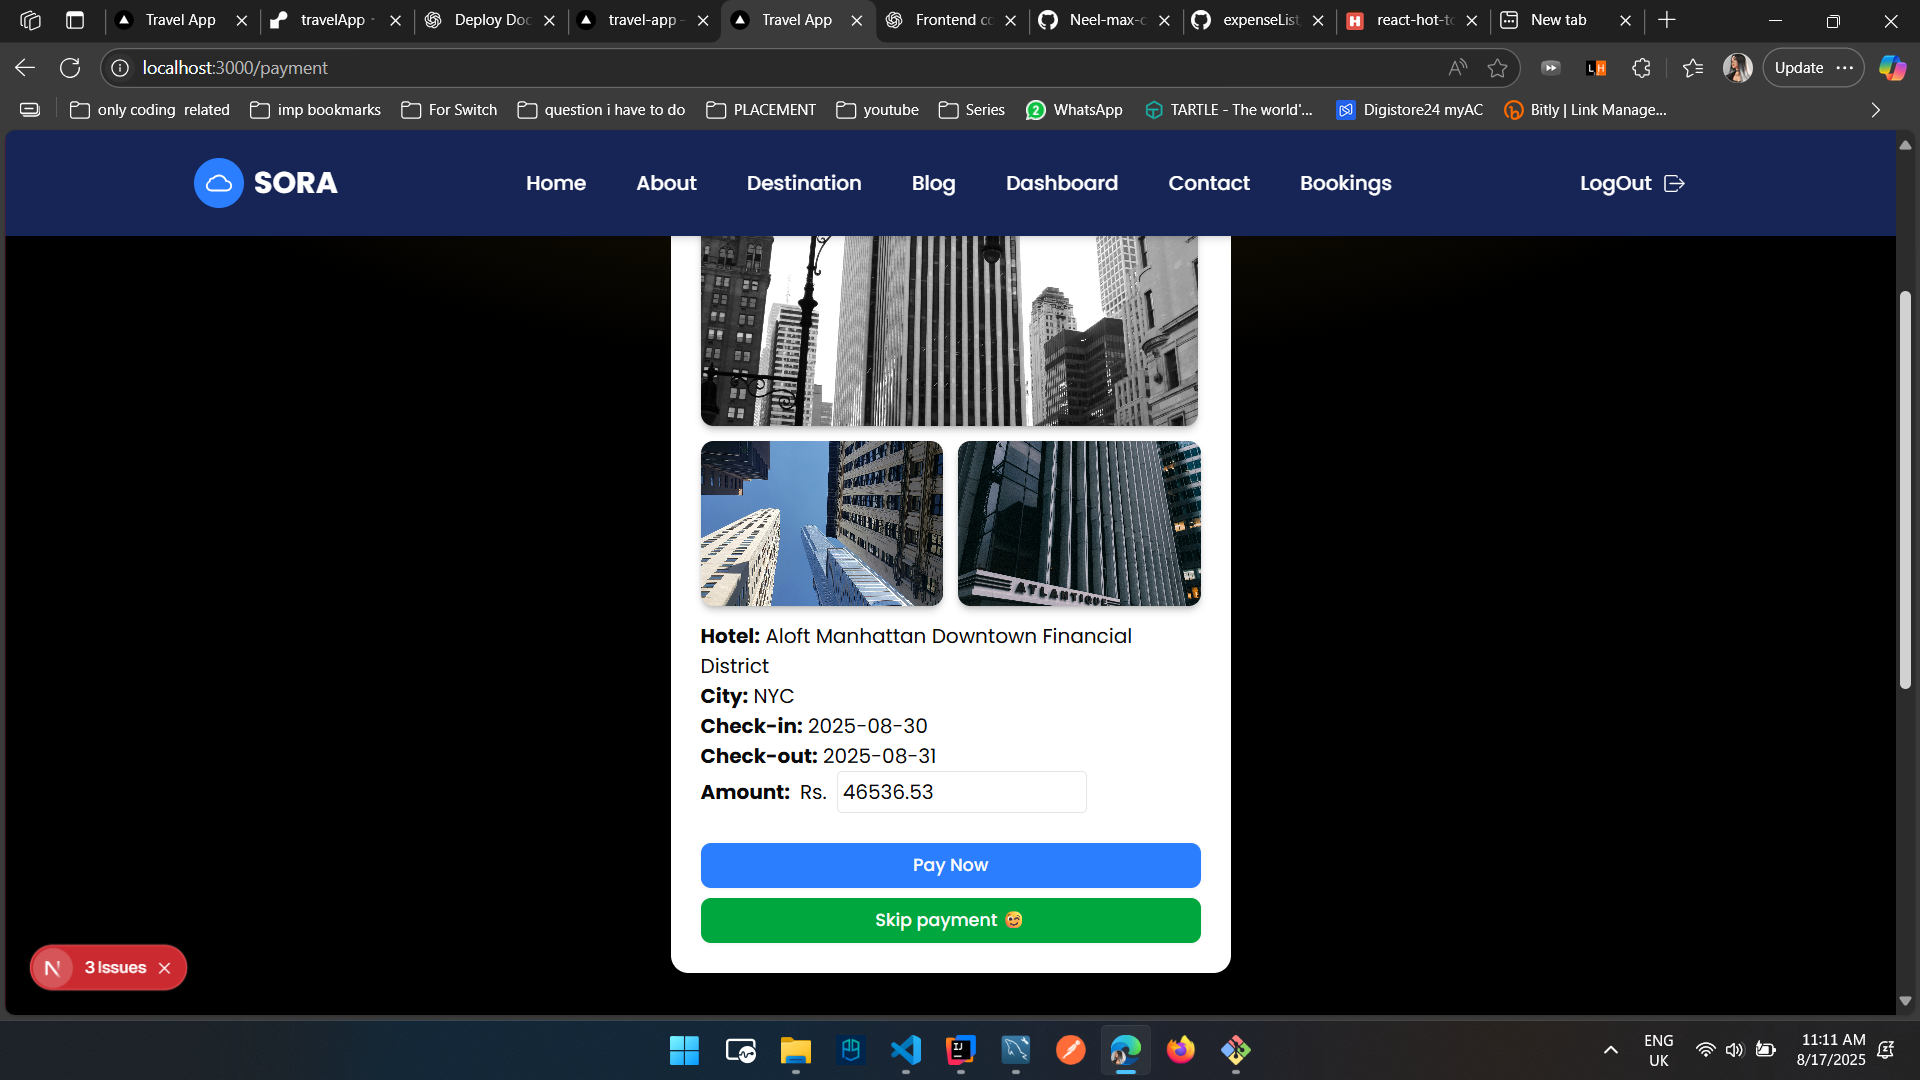 Travel App
travelApp
Deploy Doc
travel-app
Travel App
Frontend co
Neel-max-c
expenseList
react-hot-to
New tab
localhost:3000/payment
Update
only coding related
imp bookmarks
For Switch
question i have to do
PLACEMENT
youtube
Series
WhatsApp
TARTLE - The world'...
Digistore24 myAC
Bitly | Link Manage...
SORA
Home
About
Destination
Blog
Dashboard
Contact
Bookings
LogOut
ATLANTIQUE
Hotel: Aloft Manhattan Downtown Financial
District
City: NYC
Check-in: 2025-08-30
Check-out: 2025-08-31
Amount: Rs. 46536.53
Pay Now
Skip payment 😉
N 3 Issues
ENG
UK
11:11 AM
8/17/2025